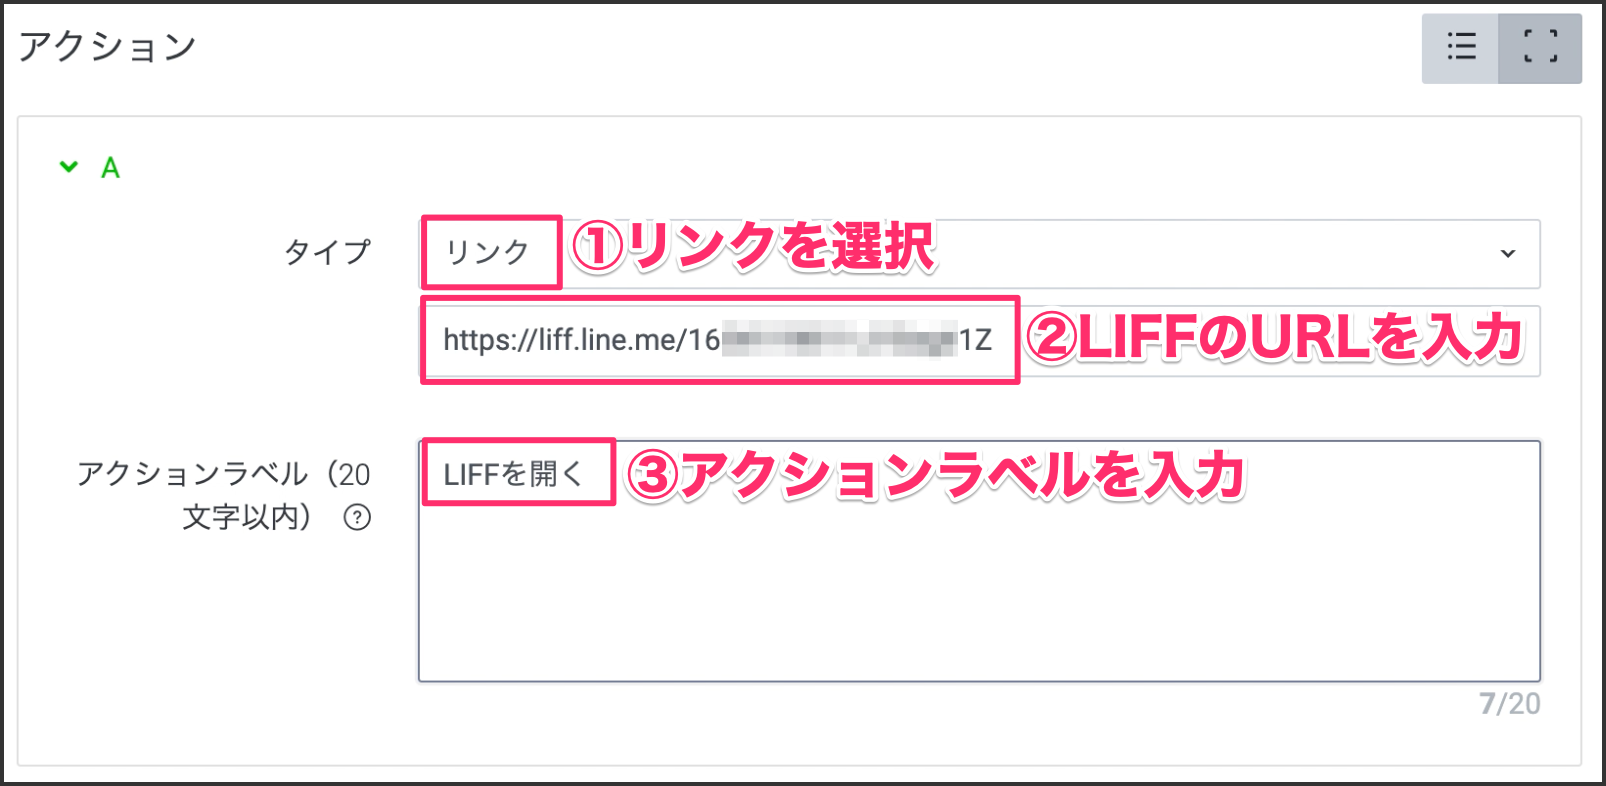 アクション
A
タイプ
リンク
①リンクを選択
https://liff.line.me/16 1Z
②LIFFのURLを入力
アクションラベル（20
文字以内） ?
LIFFを開く
③アクションラベルを入力
7/20